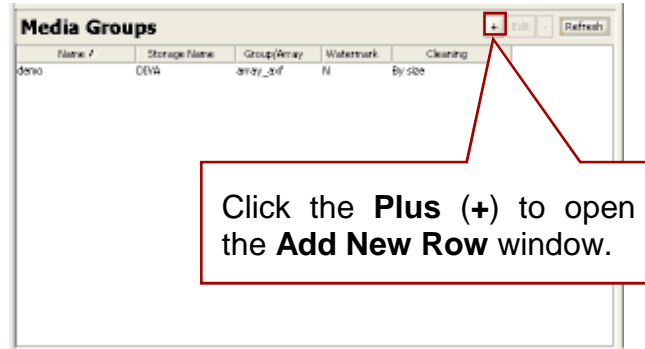 Media Groups + Edit - Refresh
Name / Storage Name Group/Array Watermark Cleaning
demo DIVA array_axf N By size
Click the Plus (+) to open
the Add New Row window.